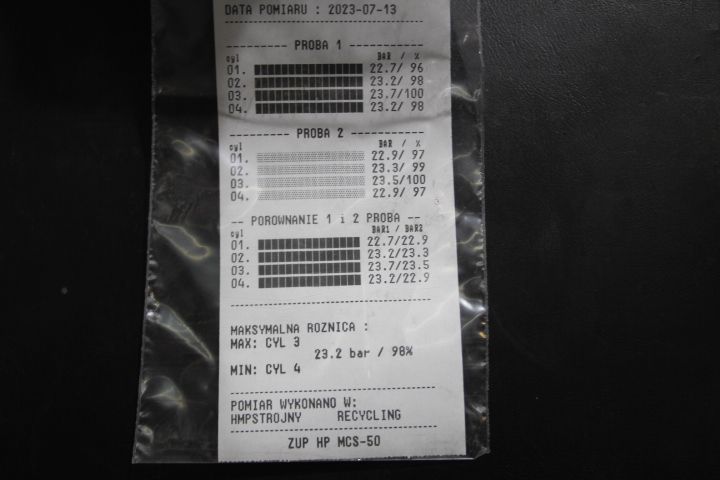 DATA POMIARU : 2023-07-13
PROBA 1
cyl BAR / %
01. 22.7/ 96
02. 23.2/ 98
03. 23.7/100
04. 23.2/ 98
PROBA 2
cyl BAR / %
01. 22.9/ 97
02. 23.3/ 99
03. 23.5/100
04. 22.9/ 97
-- POROWNANIE 1 i 2 PROBA --
cyl BAR1 / BAR2
01. 22.7/22.9
02. 23.2/23.3
03. 23.7/23.5
04. 23.2/22.9
MAKSYMALNA ROZNICA :
MAX: CYL 3
23.2 bar / 98%
MIN: CYL 4
POMIAR WYKONANO W:
HMPSTROJNY RECYCLING
ZUP HP MCS-50